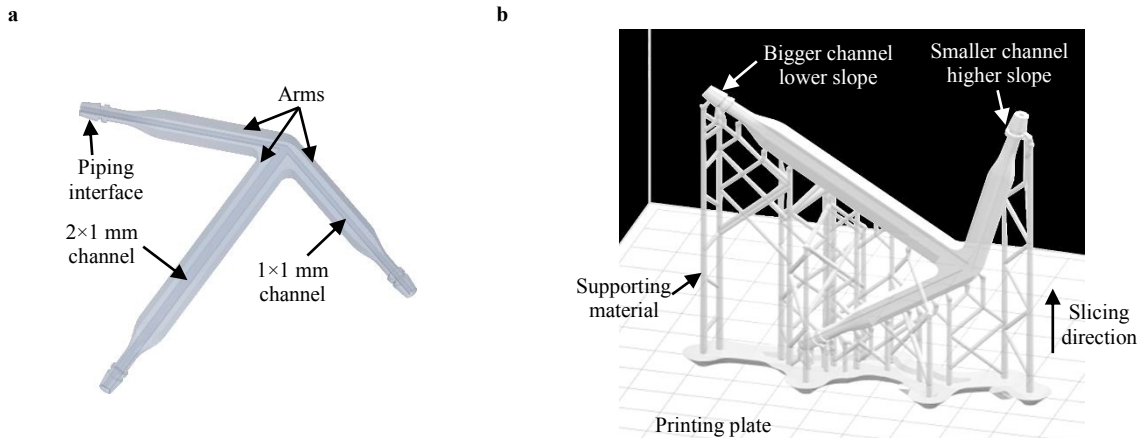 a
Arms
Piping
interface
2×1 mm
channel
1×1 mm
channel
b
Bigger channel
lower slope
Smaller channel
higher slope
Supporting
material
Slicing
direction
Printing plate